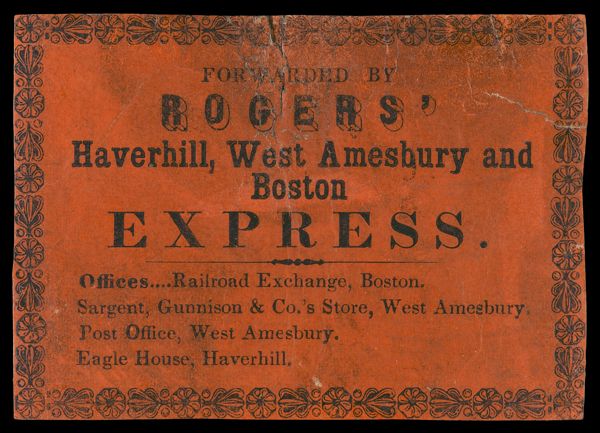 FORWARDED BY
ROGERS'
Haverhill, West Amesbury and
Boston
EXPRESS.
Offices....Railroad Exchange, Boston.
Sargent, Gunnison & Co.'s Store, West Amesbury.
Post Office, West Amesbury.
Eagle House, Haverhill.